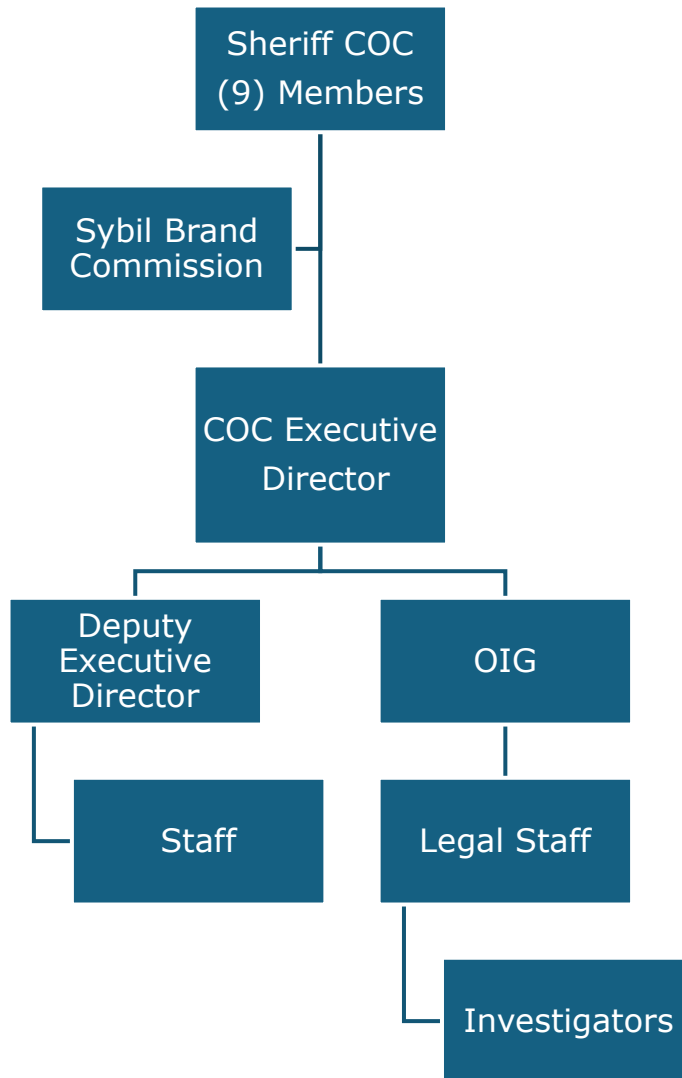 Sheriff COC
(9) Members
Sybil Brand
Commission
COC Executive
Director
Deputy
Executive
Director
OIG
Staff
Legal Staff
Investigators